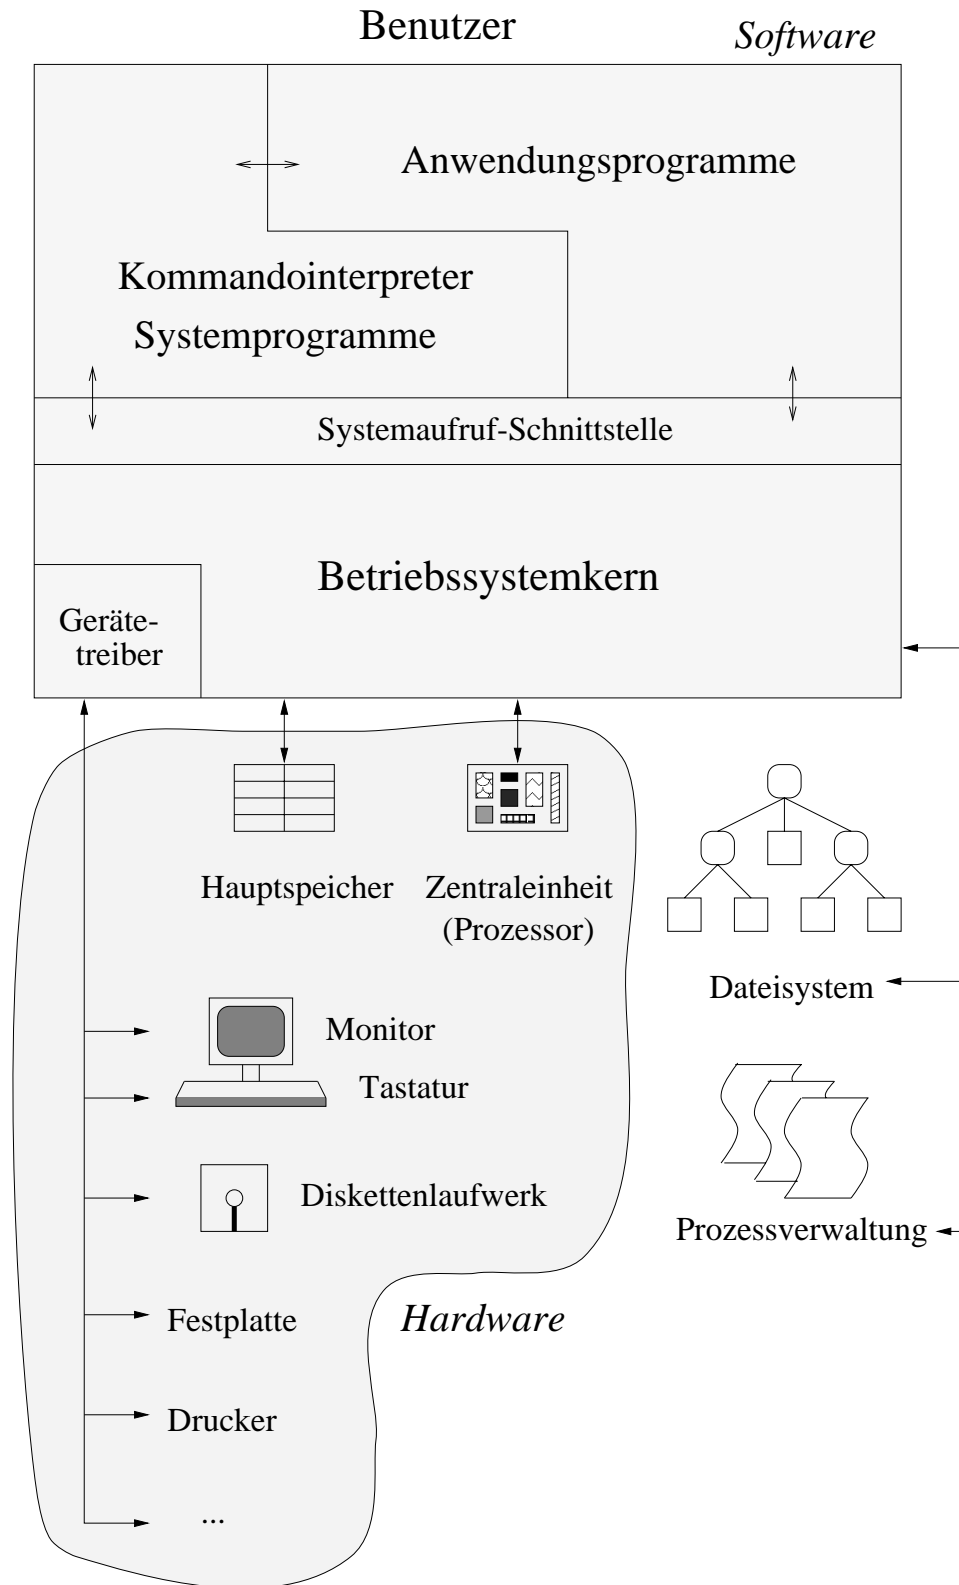 Benutzer
Software
Anwendungsprogramme
Kommandointerpreter
Systemprogramme
Systemaufruf-Schnittstelle
Betriebssystemkern
Geräte-
treiber
Hauptspeicher
Zentraleinheit
(Prozessor)
Dateisystem
Monitor
Tastatur
Diskettenlaufwerk
Prozessverwaltung
Festplatte
Hardware
Drucker
...